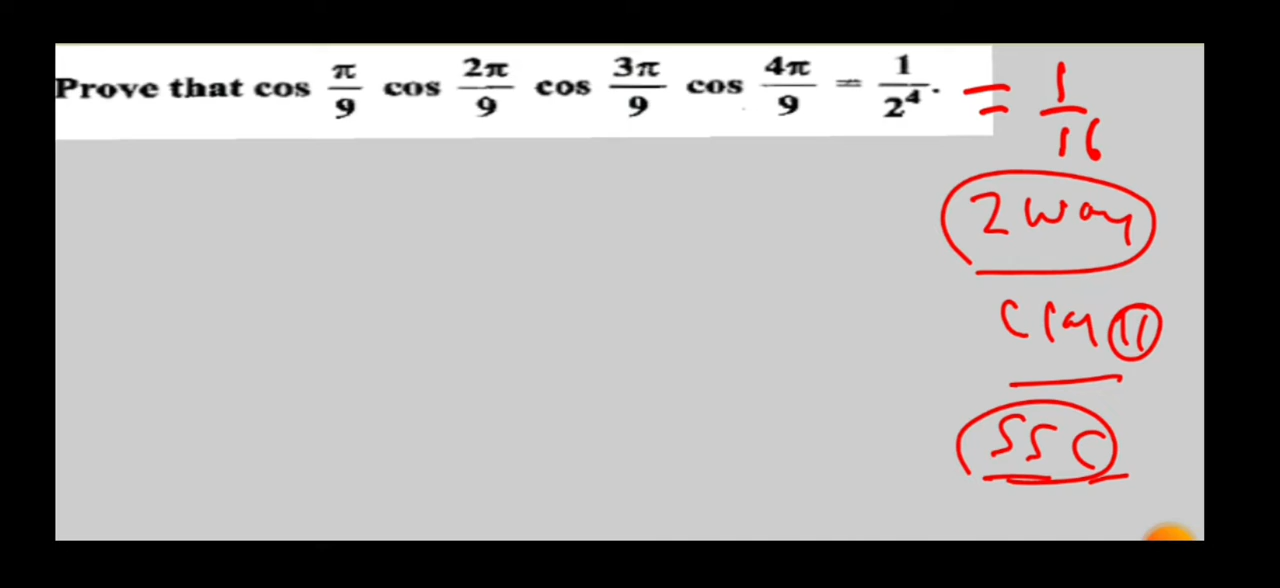 Prove that cos π/9 cos 2π/9 cos 3π/9 cos 4π/9 = 1/2⁴. = 1/16
2 way
Class 11
SSC